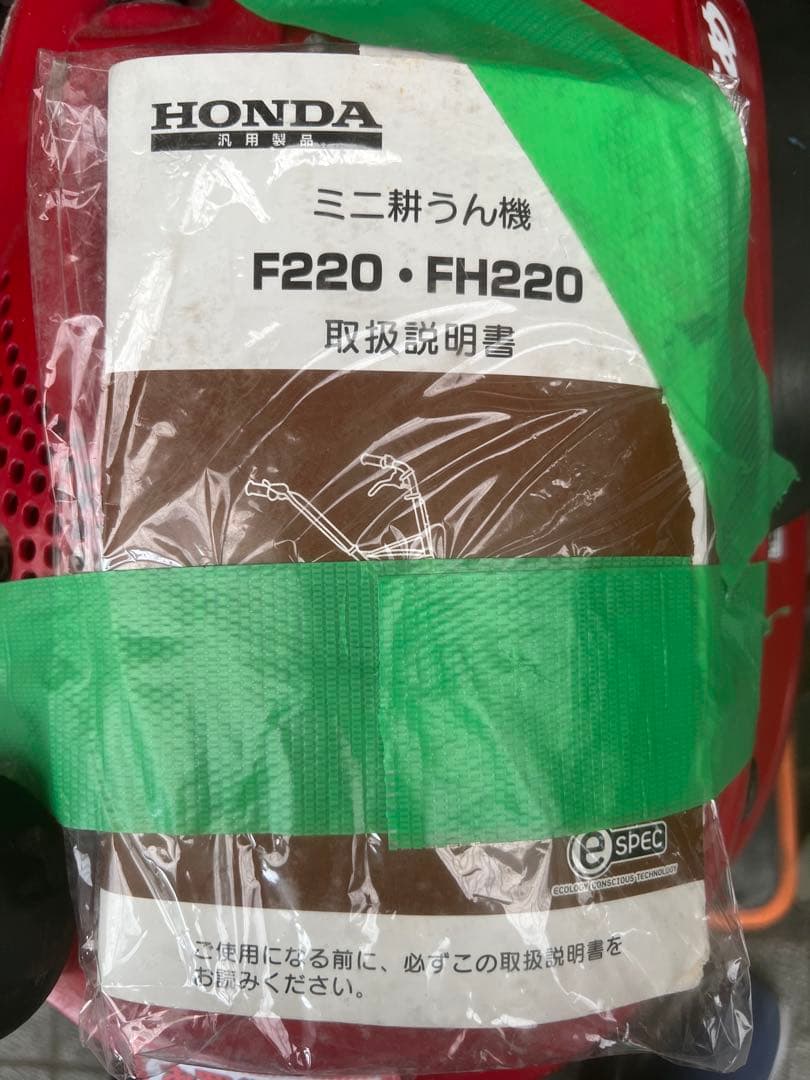 HONDA
汎用製品
ミニ耕うん機
F220・FH220
取扱説明書
e SPEC
ECOLOGY CONSCIOUS TECHNOLOGY
ご使用になる前に、必ずこの取扱説明書を
お読みください。